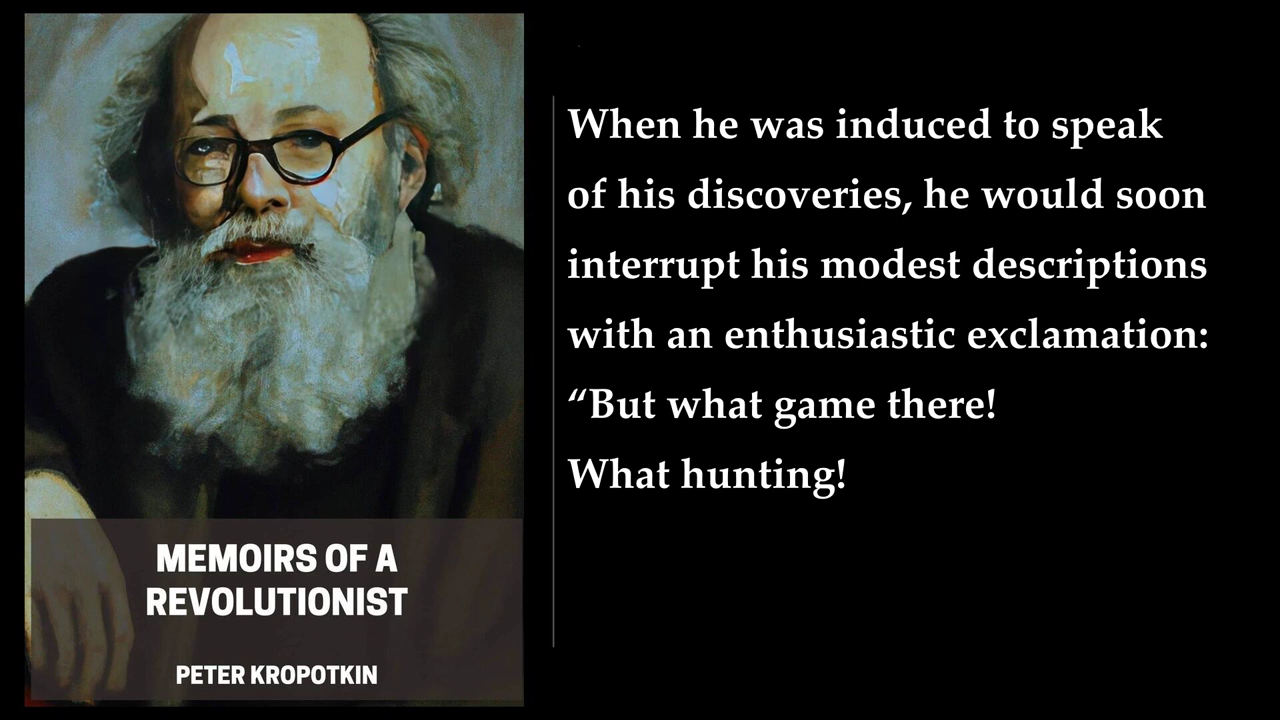 MEMOIRS OF A
REVOLUTIONIST
PETER KROPOTKIN
When he was induced to speak
of his discoveries, he would soon
interrupt his modest descriptions
with an enthusiastic exclamation:
“But what game there!
What hunting!